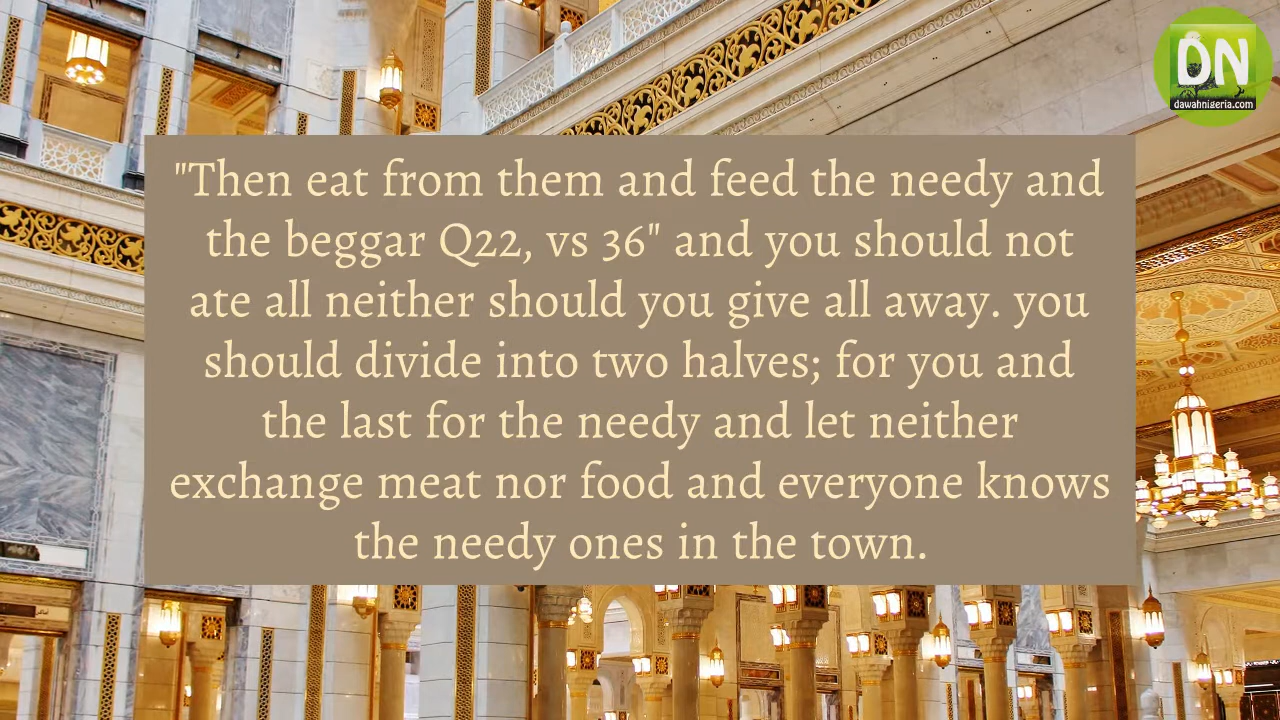 DN
dawahnigeria.com
"Then eat from them and feed the needy and
the beggar Q22, vs 36" and you should not
ate all neither should you give all away. you
should divide into two halves; for you and
the last for the needy and let neither
exchange meat nor food and everyone knows
the needy ones in the town.